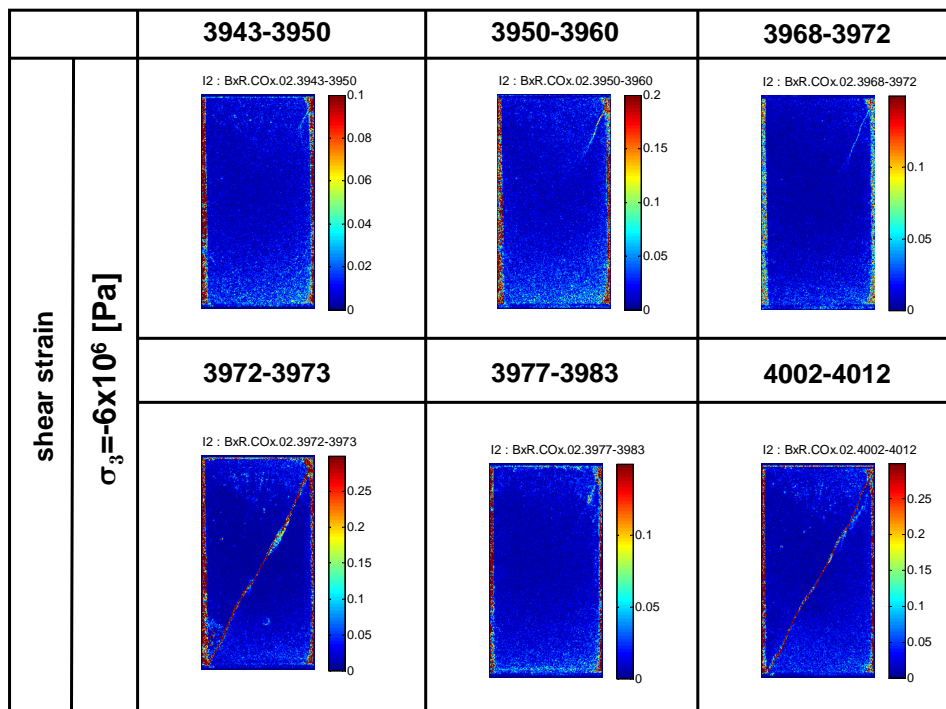 3943-3950 3950-3960 3968-3972
shear strain
σ₃=-6x10⁶ [Pa]
I2 : BxR.COx.02.3943-3950
0.1
0.08
0.06
0.04
0.02
0
I2 : BxR.COx.02.3950-3960
0.2
0.15
0.1
0.05
0
I2 : BxR.COx.02.3968-3972
0.1
0.05
0
3972-3973 3977-3983 4002-4012
I2 : BxR.COx.02.3972-3973
0.25
0.2
0.15
0.1
0.05
0
I2 : BxR.COx.02.3977-3983
0.1
0.05
0
I2 : BxR.COx.02.4002-4012
0.25
0.2
0.15
0.1
0.05
0